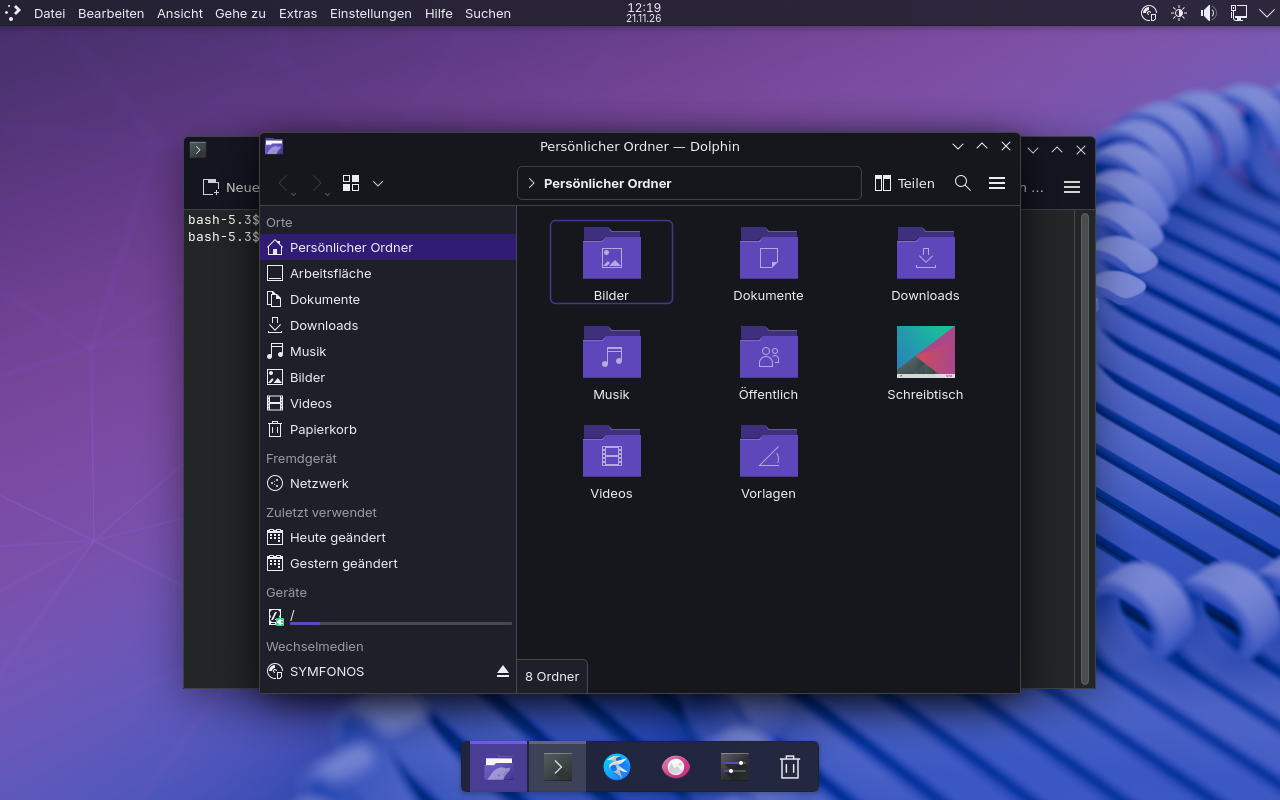 Datei Bearbeiten Ansicht Gehe zu Extras Einstellungen Hilfe Suchen
12:19
21.11.26
Persönlicher Ordner — Dolphin
Neue
Persönlicher Ordner
Teilen
n ...
bash-5.3$
bash-5.3$
Orte
Persönlicher Ordner
Arbeitsfläche
Dokumente
Downloads
Musik
Bilder
Videos
Papierkorb
Fremdgerät
Netzwerk
Zuletzt verwendet
Heute geändert
Gestern geändert
Geräte
/
Wechselmedien
SYMFONOS
Bilder Dokumente Downloads
Musik Öffentlich Schreibtisch
Videos Vorlagen
8 Ordner